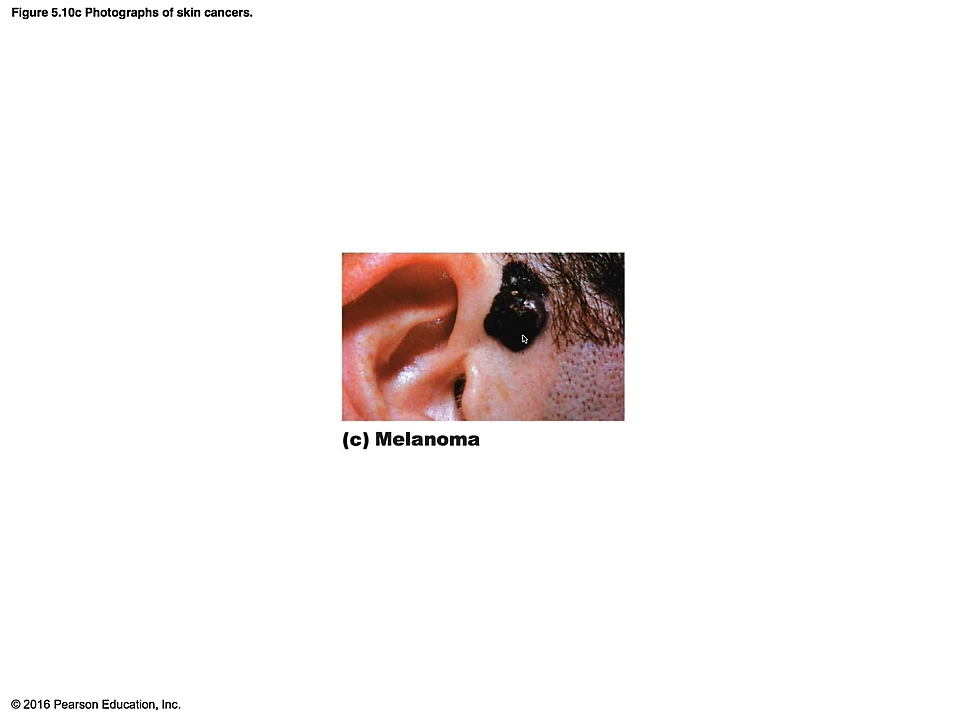 Figure 5.10c Photographs of skin cancers.
(c) Melanoma
© 2016 Pearson Education, Inc.